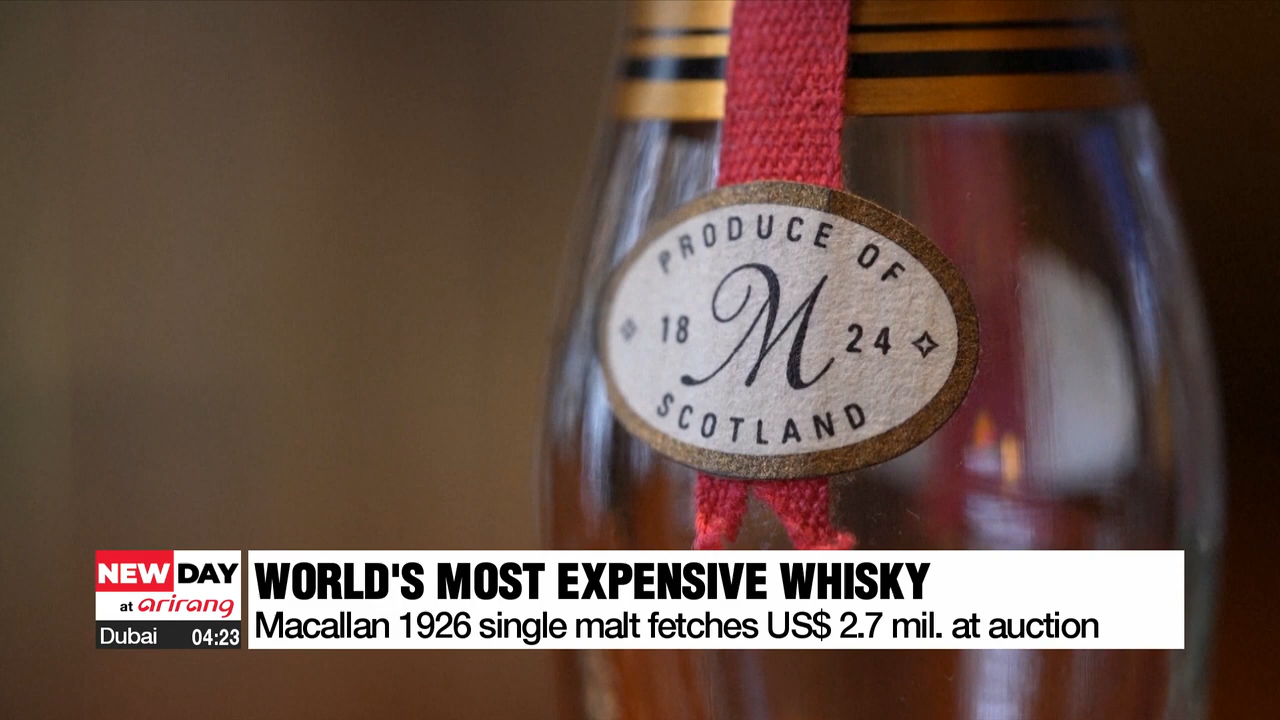 PRODUCE OF
18 M 24
SCOTLAND
NEW DAY
at arirang
Dubai 04:23
WORLD'S MOST EXPENSIVE WHISKY
Macallan 1926 single malt fetches US$ 2.7 mil. at auction